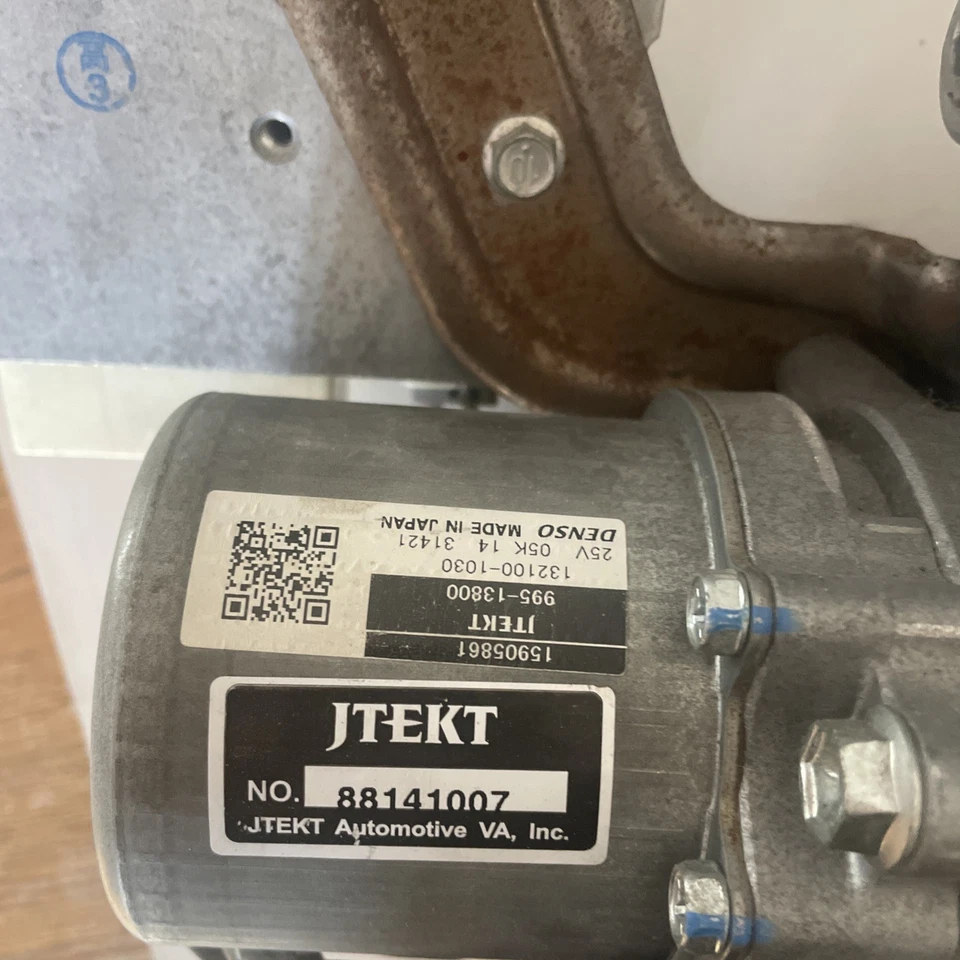 高
3
10
DENSO MADE IN JAPAN
25V 05K 14 31421
132100-1030
995-13800
JTEKT
15905861
JTEKT
NO. 88141007
JTEKT Automotive VA, Inc.